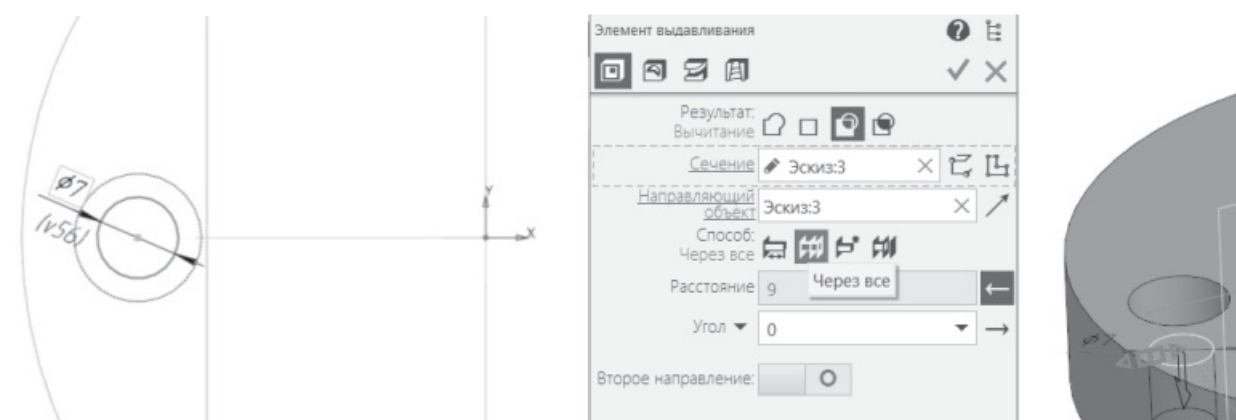 Ø7
(v56)
Y
X
Элемент выдавливания
Результат:
Вычитание
Сечение
Эскиз:3
Направляющий
объект
Эскиз:3
Способ:
Через все
Через все
Расстояние
9
Угол
0
Второе направление:
Ø7